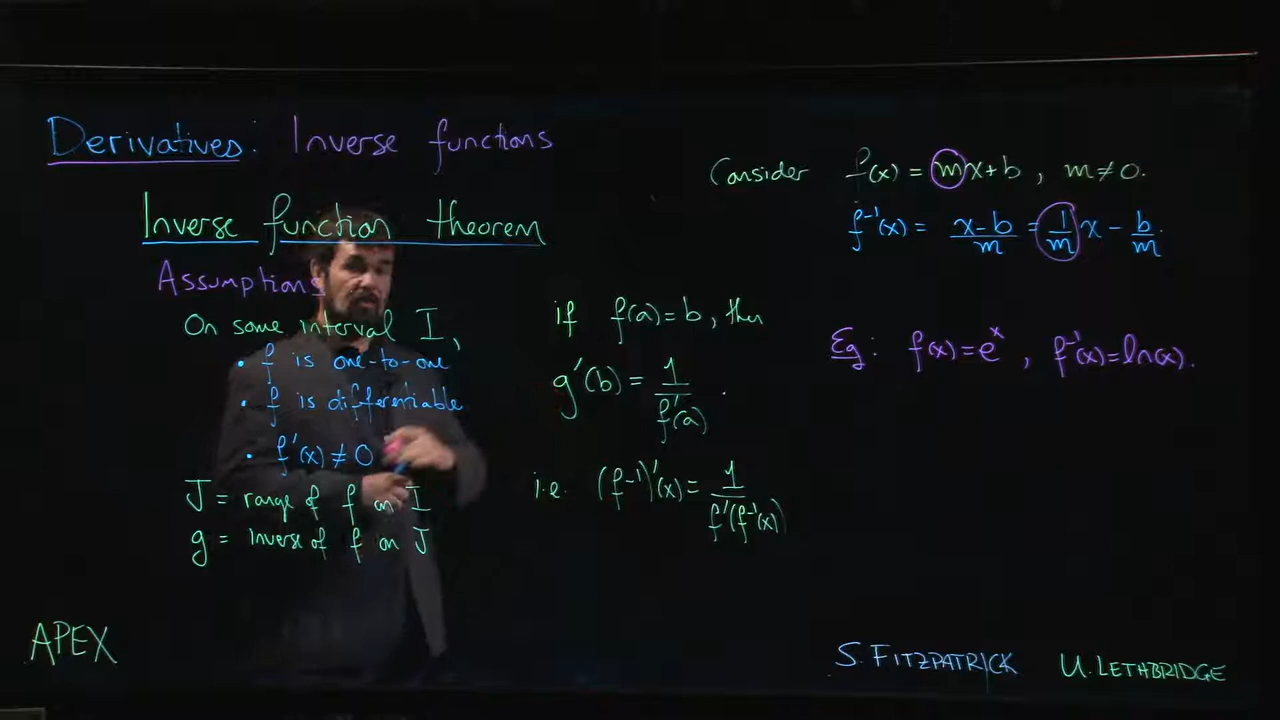 Derivatives: Inverse functions
Inverse function theorem
Assumptions
On some interval I,
• f is one-to-one
• f is differentiable
• f'(x) ≠ 0
J = range of f on I
g = inverse of f on J
if f(a) = b, then
g'(b) = 1/f'(a) .
i.e. (f⁻¹)'(x) = 1/f'(f⁻¹(x))
Consider f(x) = mx+b , m≠0.
f⁻¹(x) = (x-b)/m = 1/m x - b/m.
Eg: f(x)=eˣ , f⁻¹(x)=ln(x).
APEX
S. FITZPATRICK U. LETHBRIDGE